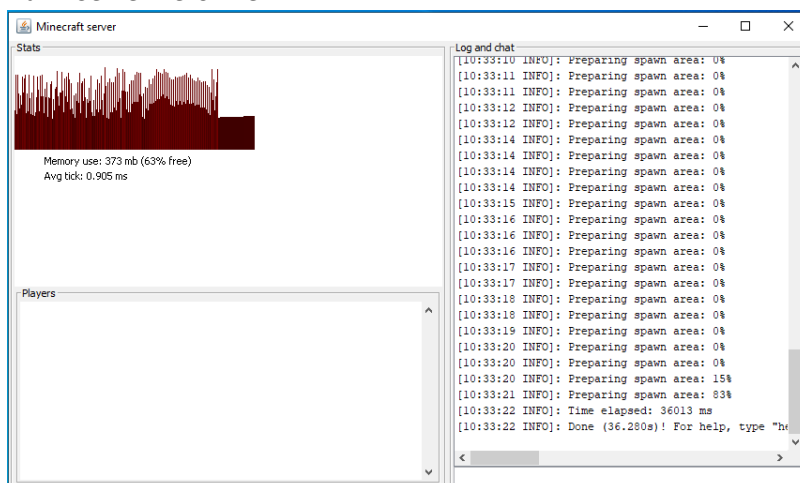 Minecraft server
Stats
Memory use: 373 mb (63% free)
Avg tick: 0.905 ms
Players
Log and chat
[10:33:10 INFO]: Preparing spawn area: 0%
[10:33:11 INFO]: Preparing spawn area: 0%
[10:33:11 INFO]: Preparing spawn area: 0%
[10:33:12 INFO]: Preparing spawn area: 0%
[10:33:12 INFO]: Preparing spawn area: 0%
[10:33:14 INFO]: Preparing spawn area: 0%
[10:33:14 INFO]: Preparing spawn area: 0%
[10:33:14 INFO]: Preparing spawn area: 0%
[10:33:14 INFO]: Preparing spawn area: 0%
[10:33:15 INFO]: Preparing spawn area: 0%
[10:33:16 INFO]: Preparing spawn area: 0%
[10:33:16 INFO]: Preparing spawn area: 0%
[10:33:16 INFO]: Preparing spawn area: 0%
[10:33:17 INFO]: Preparing spawn area: 0%
[10:33:17 INFO]: Preparing spawn area: 0%
[10:33:18 INFO]: Preparing spawn area: 0%
[10:33:18 INFO]: Preparing spawn area: 0%
[10:33:19 INFO]: Preparing spawn area: 0%
[10:33:20 INFO]: Preparing spawn area: 0%
[10:33:20 INFO]: Preparing spawn area: 0%
[10:33:20 INFO]: Preparing spawn area: 15%
[10:33:21 INFO]: Preparing spawn area: 83%
[10:33:22 INFO]: Time elapsed: 36013 ms
[10:33:22 INFO]: Done (36.280s)! For help, type "he